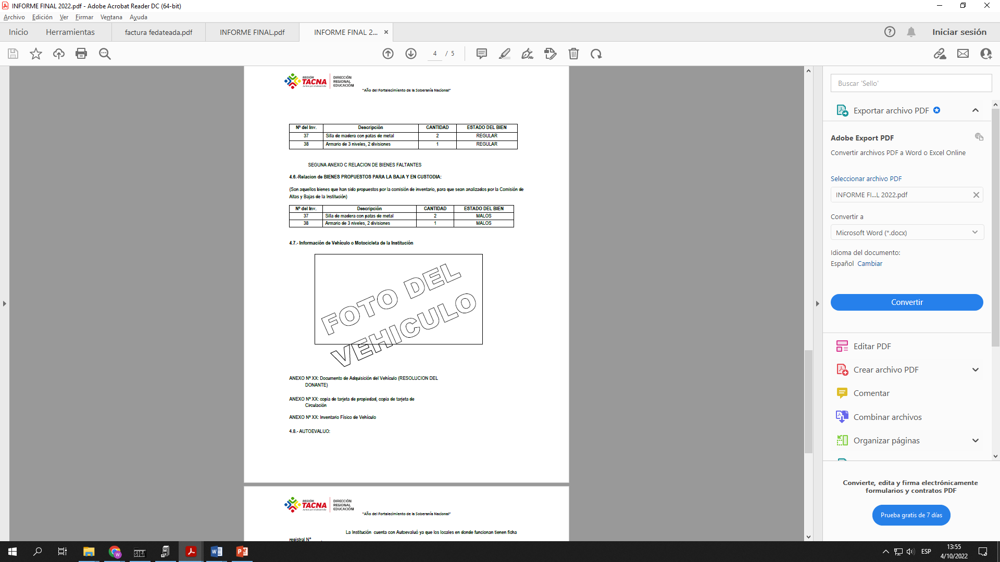 INFORME FINAL 2022.pdf - Adobe Acrobat Reader DC (64-bit)
Archivo Edición Ver Firmar Ventana Ayuda
Inicio Herramientas factura fedateada.pdf INFORME FINAL.pdf INFORME FINAL 2... Iniciar sesión
4 / 5
REGIÓN
TACNA
DIRECCIÓN
REGIONAL
EDUCACIÓN
"Año del Fortalecimiento de la Soberanía Nacional"
Nº del Inv. Descripción CANTIDAD ESTADO DEL BIEN
37 Silla de madera con patas de metal 2 REGULAR
38 Armario de 3 niveles, 2 divisiones 1 REGULAR
SEGUNA ANEXO C RELACION DE BIENES FALTANTES
4.6.-Relacion de BIENES PROPUESTOS PARA LA BAJA Y EN CUSTODIA:
(Son aquellos bienes que han sido propuestos por la comisión de inventario, para que sean analizados por la Comisión de
Altas y Bajas de la Institución)
Nº del Inv. Descripción CANTIDAD ESTADO DEL BIEN
37 Silla de madera con patas de metal 2 MALOS
38 Armario de 3 niveles, 2 divisiones 1 MALOS
4.7.- Información de Vehículo o Motocicleta de la Institución
FOTO DEL
VEHICULO
ANEXO Nº XX: Documento de Adquisición del Vehículo (RESOLUCION DEL
DONANTE)
ANEXO Nº XX: copia de tarjeta de propiedad, copia de tarjeta de
Circulación
ANEXO Nº XX: Inventario Físico de Vehículo
4.8.- AUTOEVALUO:
REGIÓN
TACNA
DIRECCIÓN
REGIONAL
EDUCACIÓN
"Año del Fortalecimiento de la Soberanía Nacional"
La Institución cuenta con Autoevaluó ya que los locales en donde funcionan tienen ficha
registral Nº
Buscar 'Sello'
Exportar archivo PDF
Adobe Export PDF
Convertir archivos PDF a Word o Excel Online
Seleccionar archivo PDF
INFORME FI...L 2022.pdf
Convertir a
Microsoft Word (*.docx)
Idioma del documento:
Español Cambiar
Convertir
Editar PDF
Crear archivo PDF
Comentar
Combinar archivos
Organizar páginas
Convierte, edita y firma electrónicamente
formularios y contratos PDF
Prueba gratis de 7 días
SIGA
ESP
13:55
4/10/2022